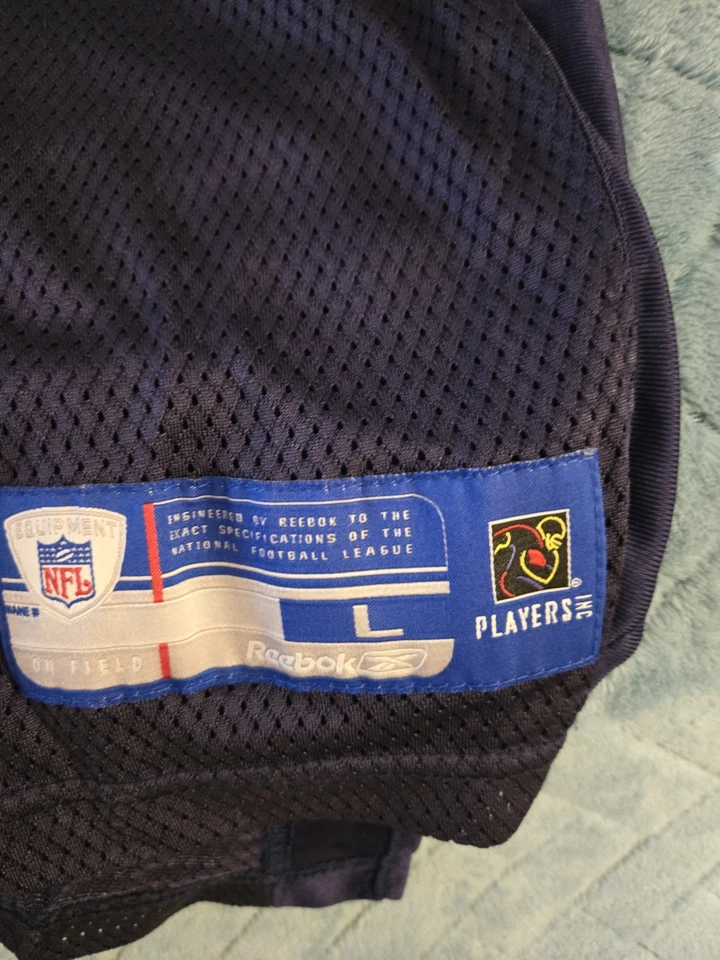 EQUIPMENT
NFL
NAME #
ON FIELD
ENGINEERED BY REEBOK TO THE
EXACT SPECIFICATIONS OF THE
NATIONAL FOOTBALL LEAGUE
L
Reebok
PLAYERS INC
®